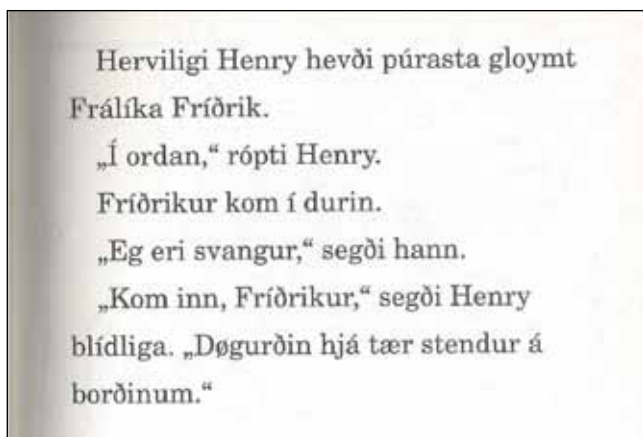 Herviligi Henry hevði púrasta gloymt
Frálíka Fríðrik.
„Í ordan,“ rópti Henry.
Fríðrikur kom í durin.
„Eg eri svangur,“ segði hann.
„Kom inn, Fríðrikur,“ segði Henry
blídliga. „Døgurðin hjá tær stendur á
borðinum.“